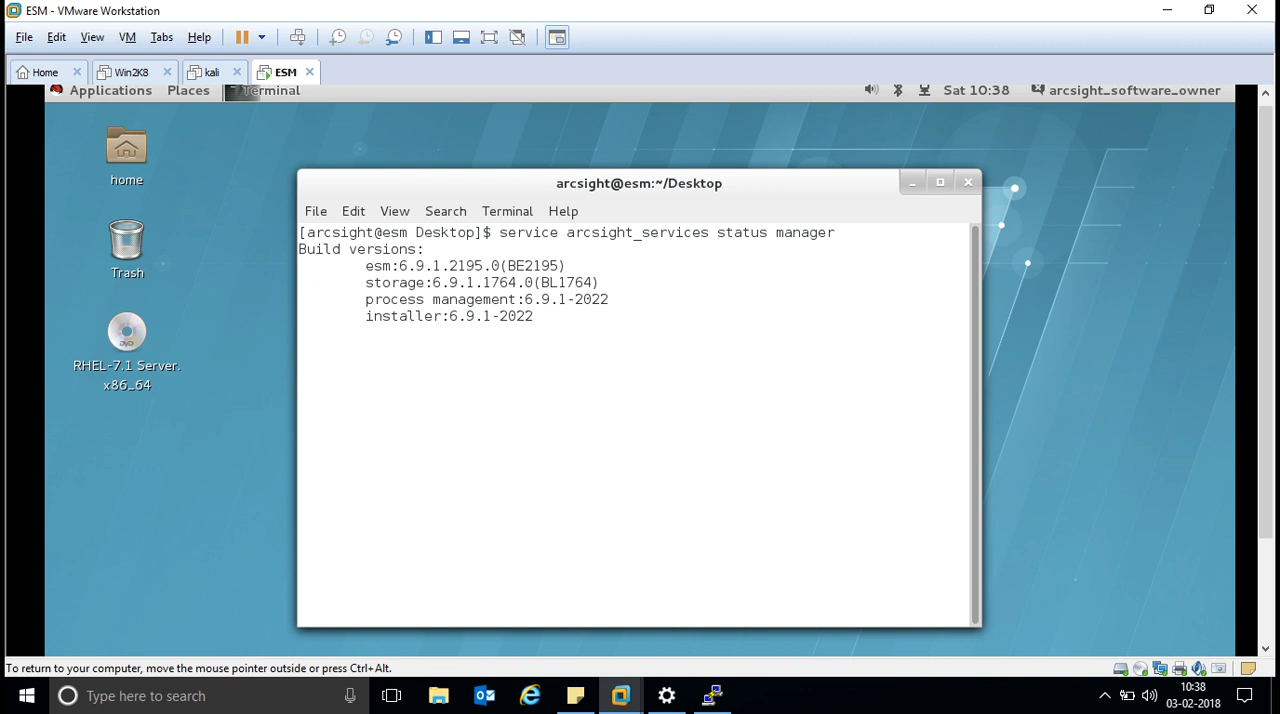 ESM - VMware Workstation
File Edit View VM Tabs Help
Home Win2K8 kali ESM
Applications Places Terminal Sat 10:38 arcsight_software_owner
home
Trash
RHEL-7.1 Server.
x86_64
arcsight@esm:~/Desktop
File Edit View Search Terminal Help
[arcsight@esm Desktop]$ service arcsight_services status manager
Build versions:
esm:6.9.1.2195.0(BE2195)
storage:6.9.1.1764.0(BL1764)
process management:6.9.1-2022
installer:6.9.1-2022
To return to your computer, move the mouse pointer outside or press Ctrl+Alt.
Type here to search
10:38
03-02-2018